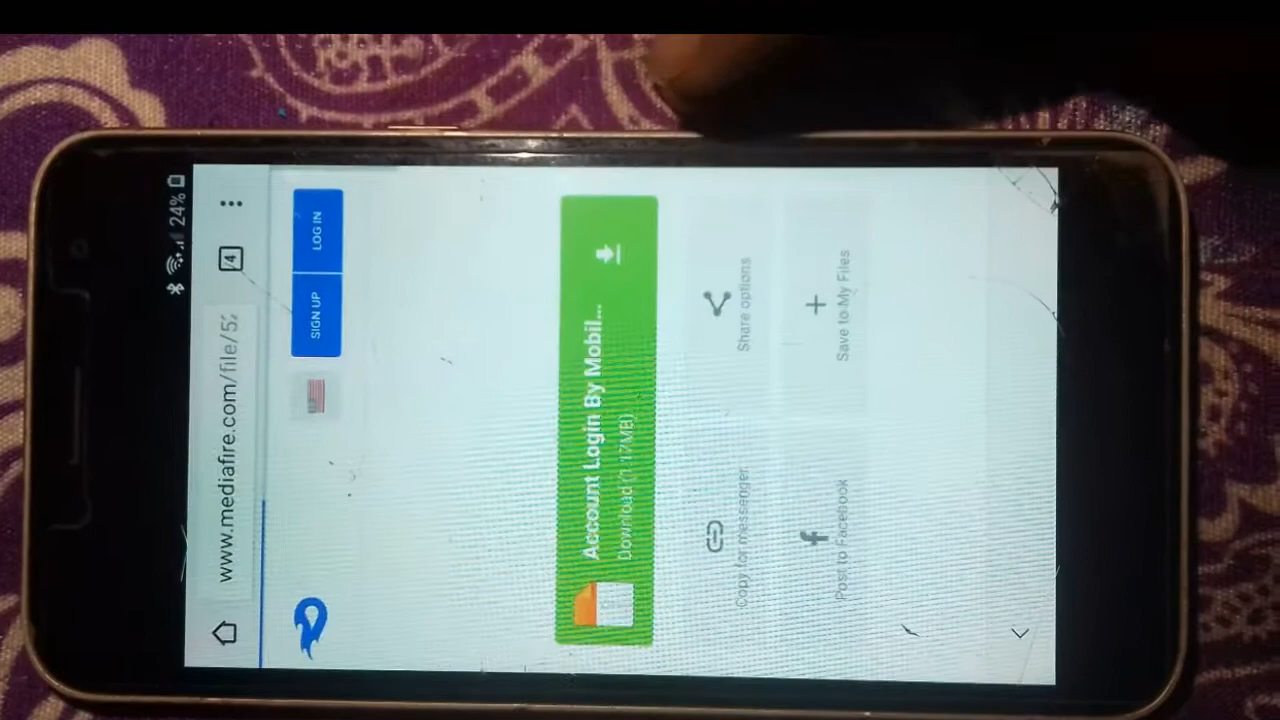 24%
www.mediafire.com/file/52
4
SIGN UP
LOG IN
Account Login By Mobil...
Download (1.17MB)
Copy for messenger
Share options
Post to Facebook
Save to My Files